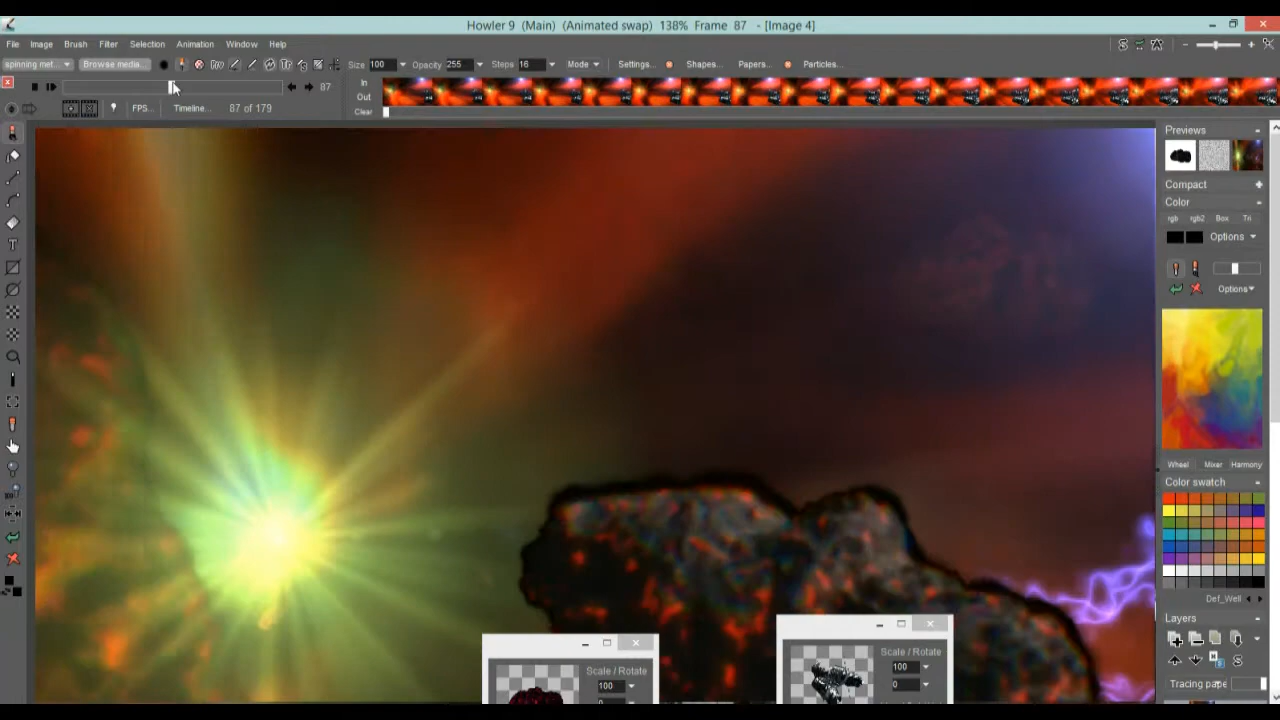 Howler 9 (Main) (Animated swap) 138% Frame 87 - [Image 4]
File Image Brush Filter Selection Animation Window Help
spinning met... Browse media... Size 100 Opacity 255 Steps 16 Mode Settings... Shapes... Papers... Particles...
87 In
Out
FPS... Timeline... 87 of 179 Clear
Previews
Compact
Color
rgb rgb2 Box Tri
Options
Options
Wheel Mixer Harmony
Color swatch
Def_Well
Layers
Scale / Rotate
100
0
Scale / Rotate
100
Tracing pape